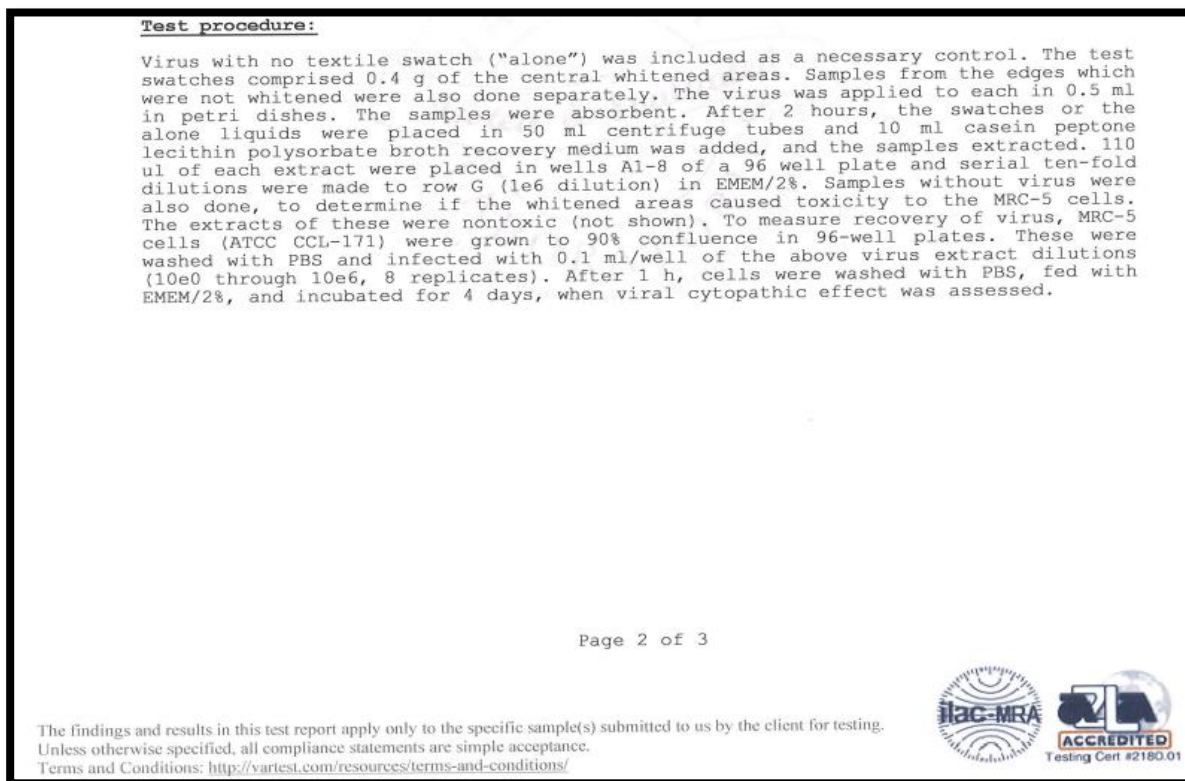 Test procedure:
Virus with no textile swatch ("alone") was included as a necessary control. The test
swatches comprised 0.4 g of the central whitened areas. Samples from the edges which
were not whitened were also done separately. The virus was applied to each in 0.5 ml
in petri dishes. The samples were absorbent. After 2 hours, the swatches or the
alone liquids were placed in 50 ml centrifuge tubes and 10 ml casein peptone
lecithin polysorbate broth recovery medium was added, and the samples extracted. 110
ul of each extract were placed in wells A1-8 of a 96 well plate and serial ten-fold
dilutions were made to row G (1e6 dilution) in EMEM/2%. Samples without virus were
also done, to determine if the whitened areas caused toxicity to the MRC-5 cells.
The extracts of these were nontoxic (not shown). To measure recovery of virus, MRC-5
cells (ATCC CCL-171) were grown to 90% confluence in 96-well plates. These were
washed with PBS and infected with 0.1 ml/well of the above virus extract dilutions
(10e0 through 10e6, 8 replicates). After 1 h, cells were washed with PBS, fed with
EMEM/2%, and incubated for 4 days, when viral cytopathic effect was assessed.
Page 2 of 3
ilac-MRA
A2LA
ACCREDITED
Testing Cert #2180.01
The findings and results in this test report apply only to the specific sample(s) submitted to us by the client for testing.
Unless otherwise specified, all compliance statements are simple acceptance.
Terms and Conditions: http://vartest.com/resources/terms-and-conditions/